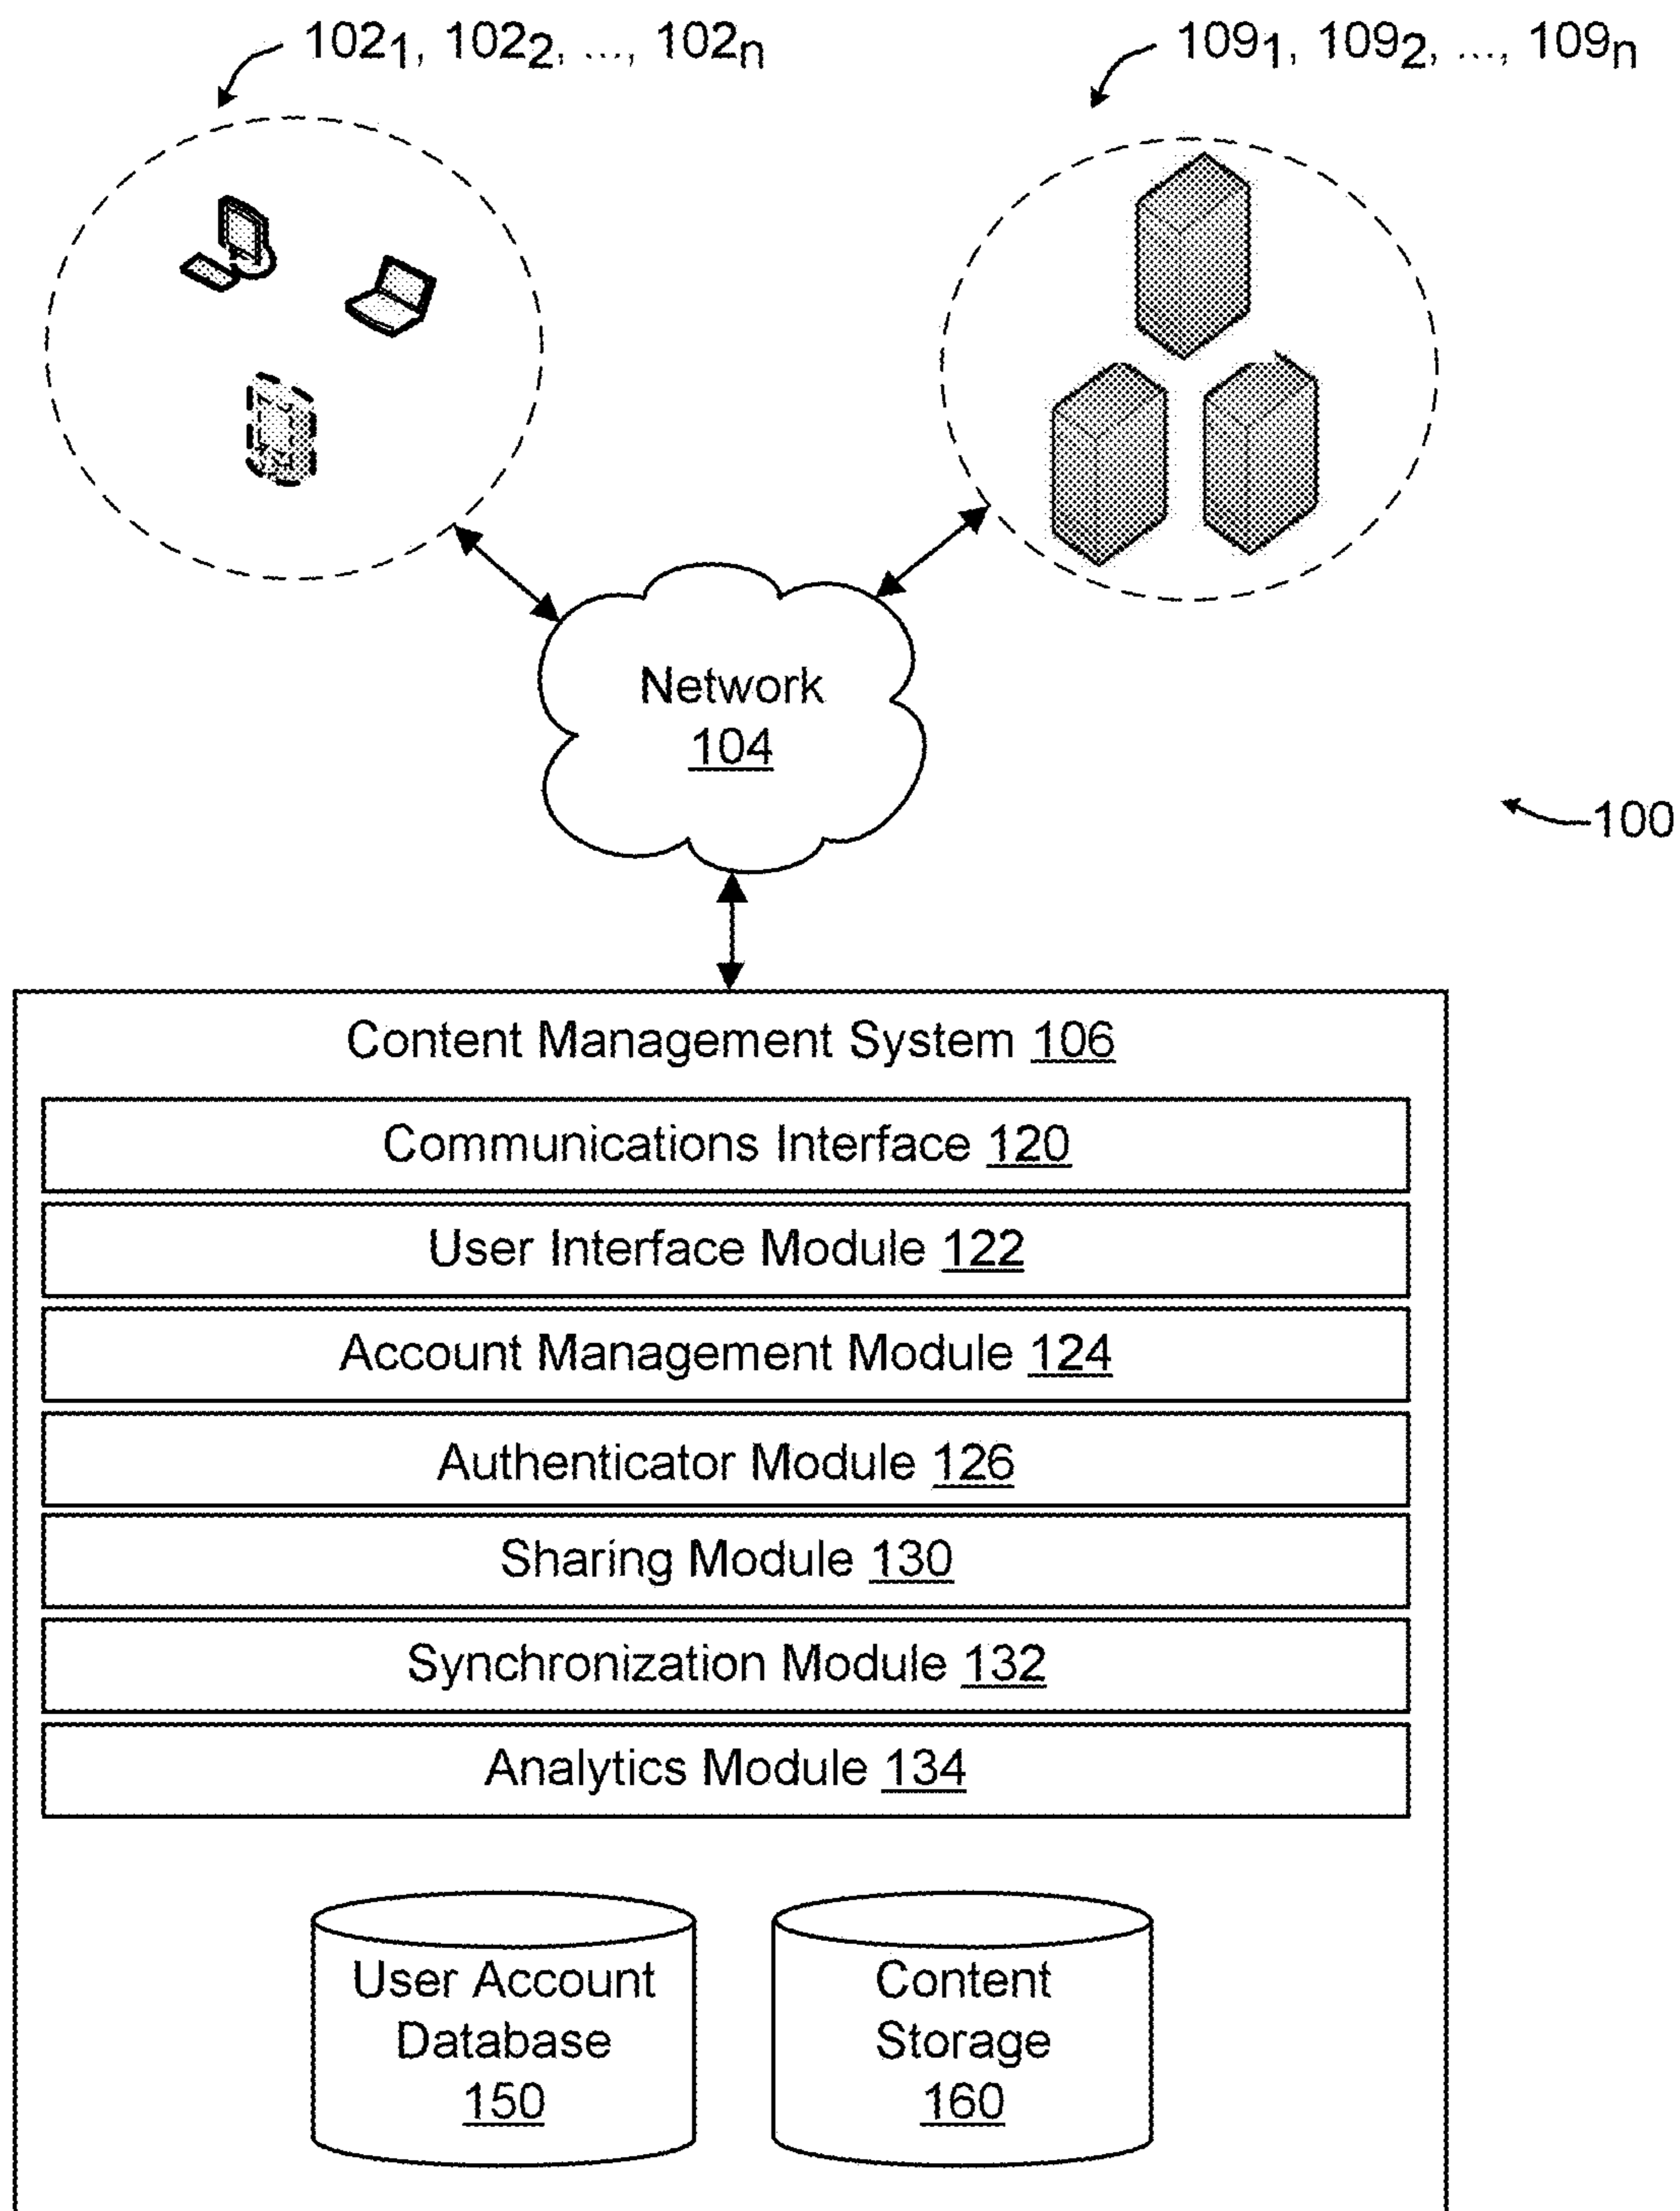 102₁, 102₂, ..., 102ₙ
109₁, 109₂, ..., 109ₙ
Network
104
100
Content Management System 106
Communications Interface 120
User Interface Module 122
Account Management Module 124
Authenticator Module 126
Sharing Module 130
Synchronization Module 132
Analytics Module 134
User Account
Database
150
Content
Storage
160